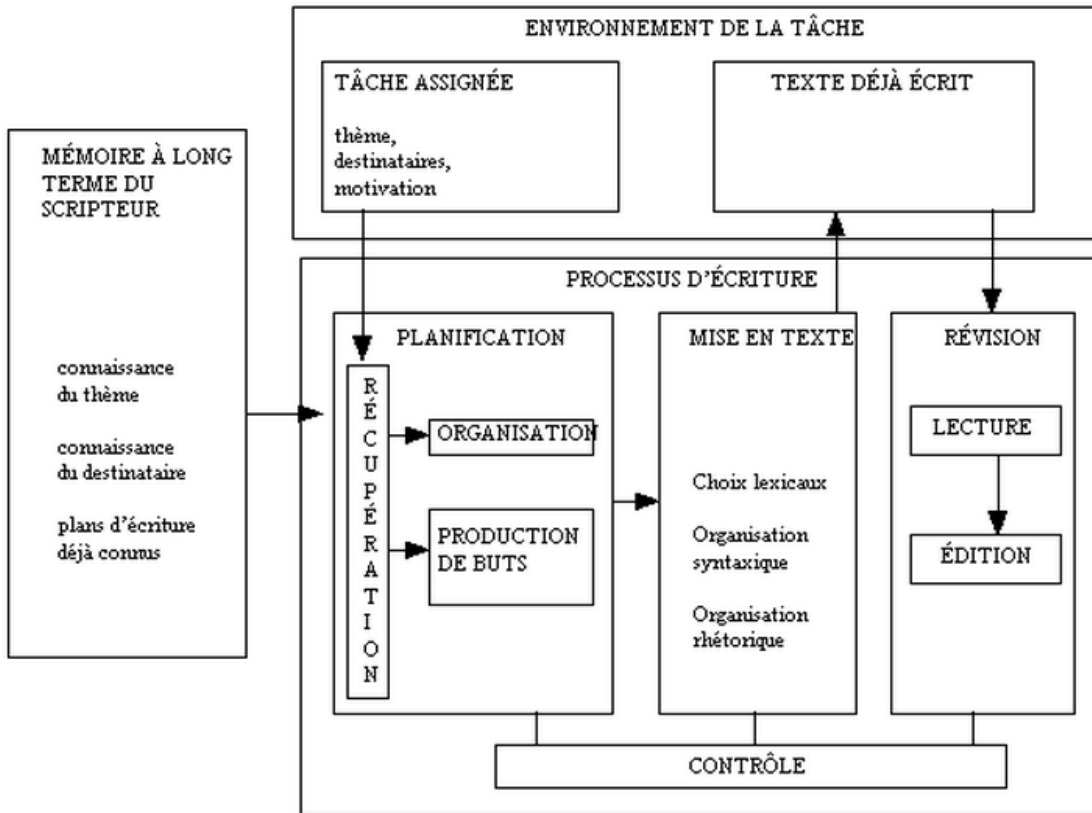 ENVIRONNEMENT DE LA TÂCHE
TÂCHE ASSIGNÉE
thème,
destinataires,
motivation
TEXTE DÉJÀ ÉCRIT
MÉMOIRE À LONG
TERME DU
SCRIPTEUR
connaissance
du thème
connaissance
du destinataire
plans d'écriture
déjà connus
PROCESSUS D'ÉCRITURE
PLANIFICATION
RÉCUPÉRATION
ORGANISATION
PRODUCTION
DE BUTS
MISE EN TEXTE
Choix lexicaux
Organisation
syntaxique
Organisation
rhétorique
RÉVISION
LECTURE
ÉDITION
CONTRÔLE